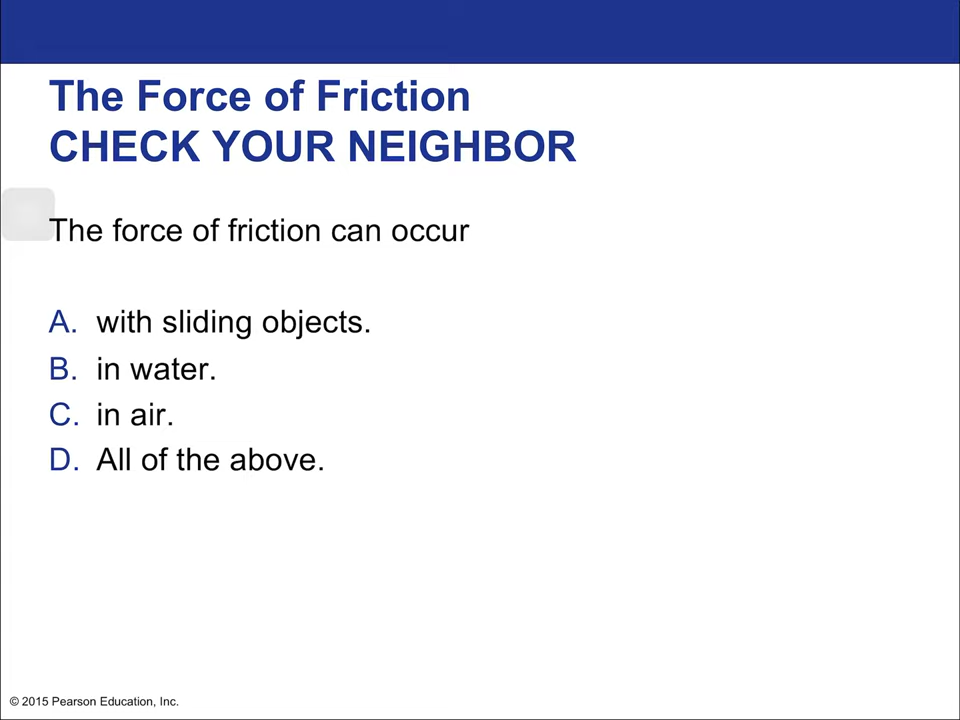 The Force of Friction
CHECK YOUR NEIGHBOR
The force of friction can occur
A. with sliding objects.
B. in water.
C. in air.
D. All of the above.
© 2015 Pearson Education, Inc.